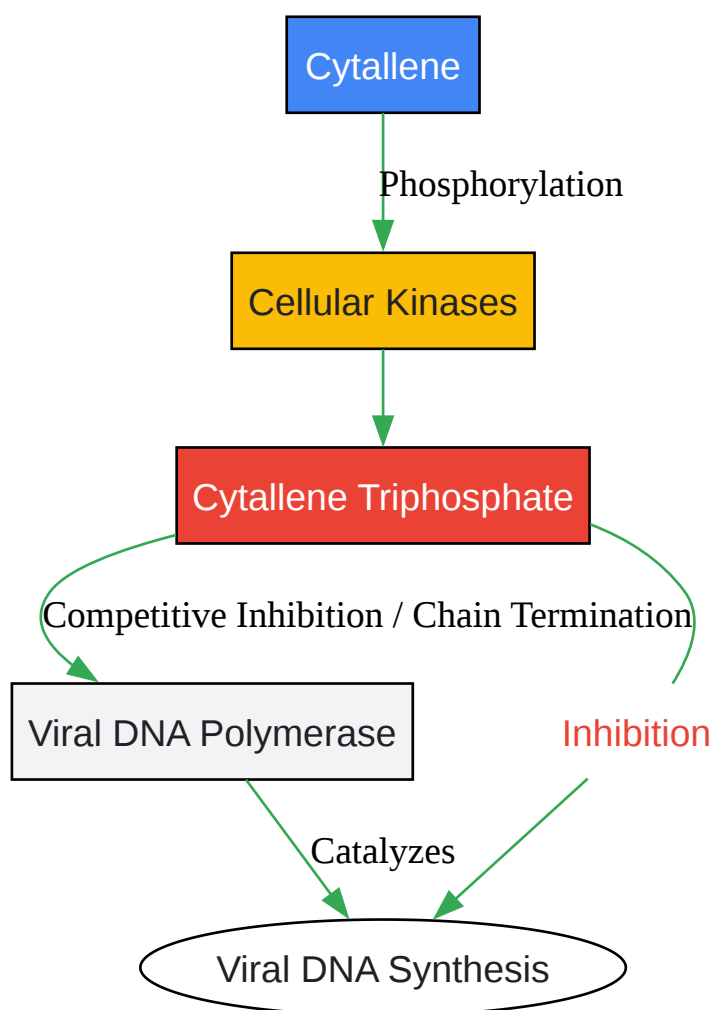 Cytallene
Phosphorylation
Cellular Kinases
Cytallene Triphosphate
Competitive Inhibition / Chain Termination
Viral DNA Polymerase
Inhibition
Catalyzes
Viral DNA Synthesis